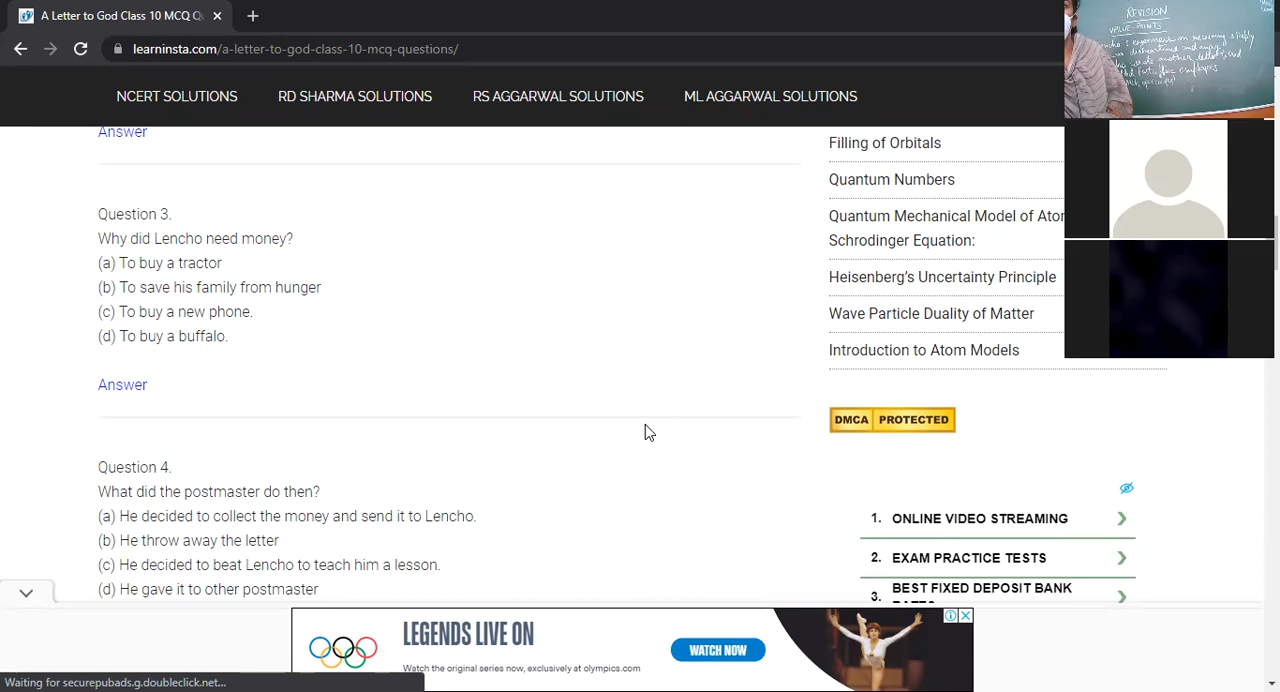 A Letter to God Class 10 MCQ Qu
learninsta.com/a-letter-to-god-class-10-mcq-questions/
NCERT SOLUTIONS RD SHARMA SOLUTIONS RS AGGARWAL SOLUTIONS ML AGGARWAL SOLUTIONS
REVISION
VALUE-POINTS
Answer
Question 3.
Why did Lencho need money?
(a) To buy a tractor
(b) To save his family from hunger
(c) To buy a new phone.
(d) To buy a buffalo.
Answer
Question 4.
What did the postmaster do then?
(a) He decided to collect the money and send it to Lencho.
(b) He throw away the letter
(c) He decided to beat Lencho to teach him a lesson.
(d) He gave it to other postmaster
Filling of Orbitals
Quantum Numbers
Quantum Mechanical Model of Ator
Schrodinger Equation:
Heisenberg's Uncertainty Principle
Wave Particle Duality of Matter
Introduction to Atom Models
DMCA PROTECTED
1. ONLINE VIDEO STREAMING
2. EXAM PRACTICE TESTS
3. BEST FIXED DEPOSIT BANK
LEGENDS LIVE ON
Watch the original series now, exclusively at olympics.com
WATCH NOW
Waiting for securepubads.g.doubleclick.net...